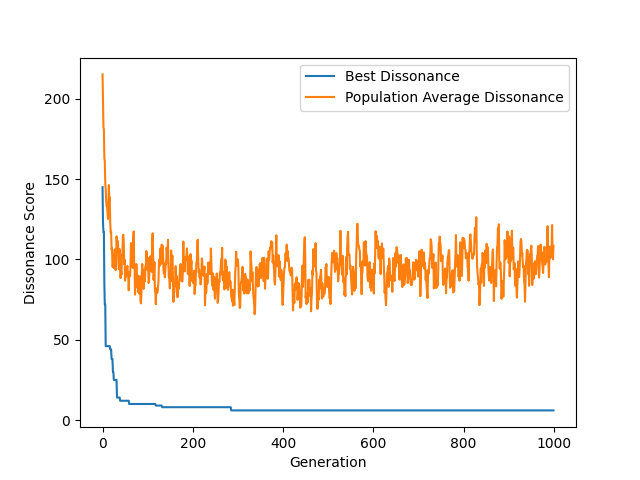 Best Dissonance
Population Average Dissonance
Dissonance Score
200
150
100
50
0
0 200 400 600 800 1000
Generation